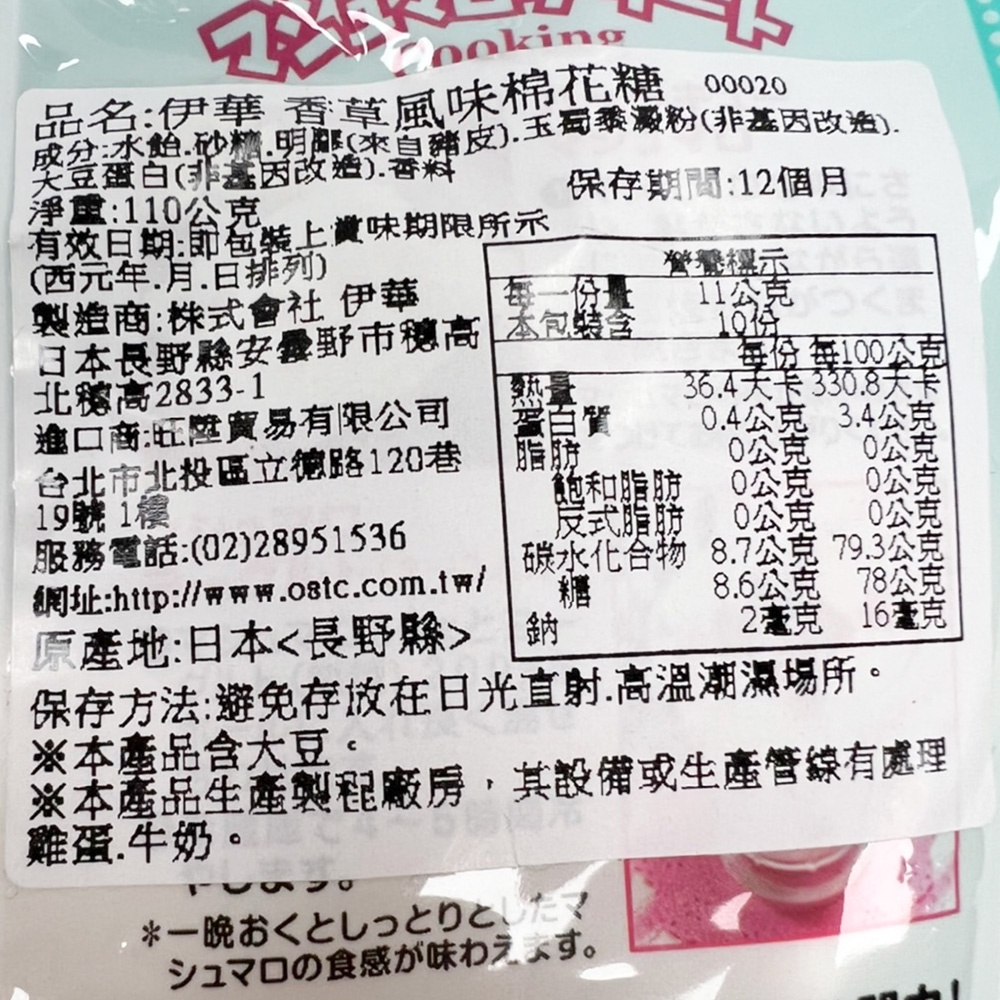 Cooking
品名:伊華 香草風味棉花糖 00020
成分:水飴.砂糖.明膠(來自豬皮).玉蜀黍澱粉(非基因改造).
大豆蛋白(非基因改造).香料
保存期間:12個月
淨重:110公克
有效日期:即包裝上賞味期限所示
(西元年.月.日排列)
製造商:株式會社 伊華
日本長野縣安曇野市穗高
北穗高2833-1
進口商:旺陞貿易有限公司
台北市北投區立德路120巷
19號 1樓
服務電話:(02)28951536
網址:http://www.ostc.com.tw/
原產地:日本<長野縣>
營養標示
每一份量 11公克
本包裝含 10份
每份 每100公克
熱量 36.4大卡 330.8大卡
蛋白質 0.4公克 3.4公克
脂肪 0公克 0公克
飽和脂肪 0公克 0公克
反式脂肪 0公克 0公克
碳水化合物 8.7公克 79.3公克
糖 8.6公克 78公克
鈉 2毫克 16毫克
保存方法:避免存放在日光直射.高溫潮濕場所。
※本產品含大豆。
※本產品生產製程廠房，其設備或生產管線有處理
雞蛋.牛奶。
やします。
*一晩おくとしっとりとしたマ
シュマロの食感が味わえます。